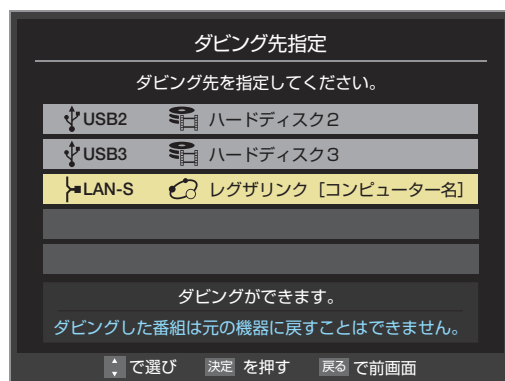 ダビング先指定
ダビング先を指定してください。
USB2 ハードディスク2
USB3 ハードディスク3
LAN-S レグザリンク［コンピューター名］
ダビングができます。
ダビングした番組は元の機器に戻すことはできません。
で選び 決定 を押す 戻る で前画面